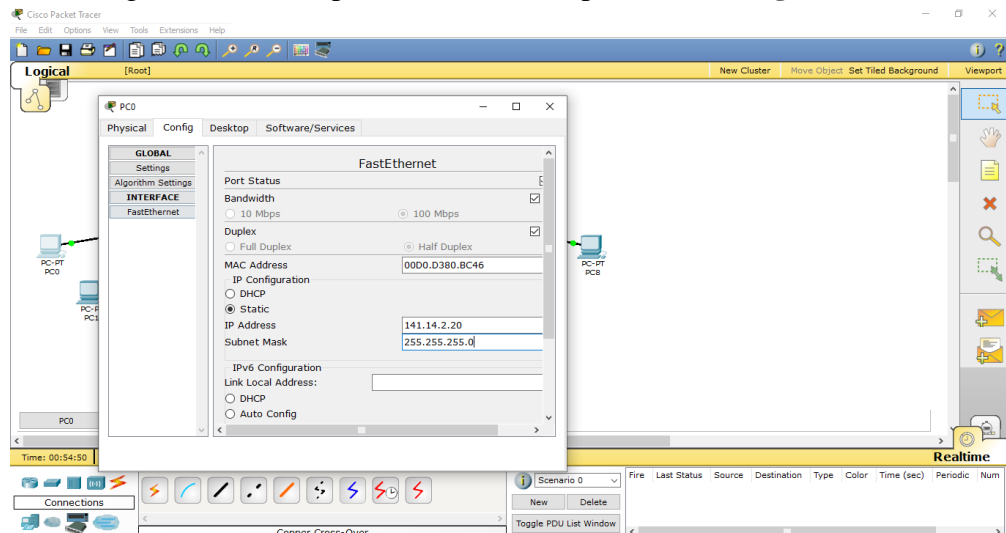 Cisco Packet Tracer
File Edit Options View Tools Extensions Help
Logical [Root] New Cluster Move Object Set Tiled Background Viewport
PC0
Physical Config Desktop Software/Services
GLOBAL
Settings
Algorithm Settings
INTERFACE
FastEthernet
FastEthernet
Port Status
Bandwidth
10 Mbps 100 Mbps
Duplex
Full Duplex Half Duplex
MAC Address 00D0.D380.BC46
IP Configuration
DHCP
Static
IP Address 141.14.2.20
Subnet Mask 255.255.255.0
IPv6 Configuration
Link Local Address:
DHCP
Auto Config
PC-PT
PC0
PC-P
PC1
PC-PT
PC8
PC0
Time: 00:54:50 Realtime
Connections
Copper Cross-Over
Scenario 0
New Delete
Toggle PDU List Window
Fire Last Status Source Destination Type Color Time (sec) Periodic Num